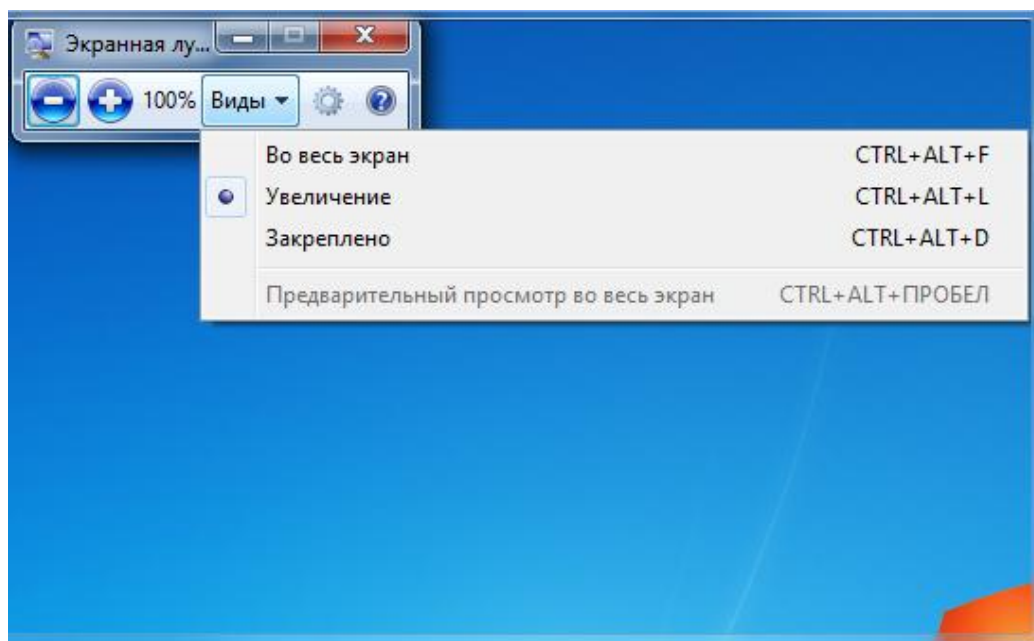 Экранная лу...
100% Виды
Во весь экран CTRL+ALT+F
Увеличение CTRL+ALT+L
Закреплено CTRL+ALT+D
Предварительный просмотр во весь экран CTRL+ALT+ПРОБЕЛ